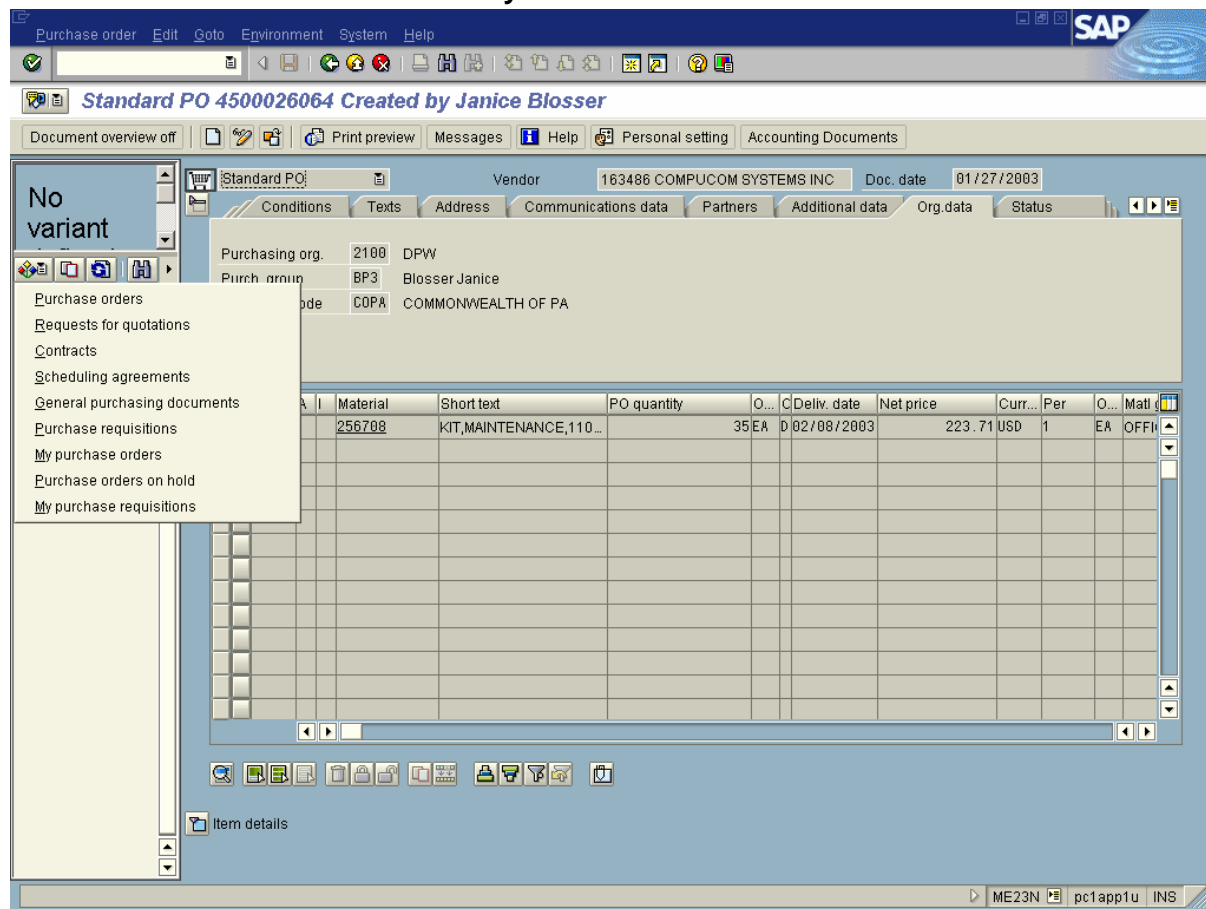 Purchase order Edit Goto Environment System Help
SAP
Standard PO 4500026064 Created by Janice Blosser
Document overview off Print preview Messages Help Personal setting Accounting Documents
No
variant
Standard PO Vendor 163486 COMPUCOM SYSTEMS INC Doc. date 01/27/2003
Conditions Texts Address Communications data Partners Additional data Org.data Status
Purchasing org. 2100 DPW
Purch. group BP3 Blosser Janice
ode COPA COMMONWEALTH OF PA
Purchase orders
Requests for quotations
Contracts
Scheduling agreements
General purchasing documents
Purchase requisitions
My purchase orders
Purchase orders on hold
My purchase requisitions
A I Material Short text PO quantity O... C Deliv. date Net price Curr... Per O... Matl g
256708 KIT,MAINTENANCE,110... 35 EA D 02/08/2003 223.71 USD 1 EA OFFI
Item details
ME23N pc1app1u INS